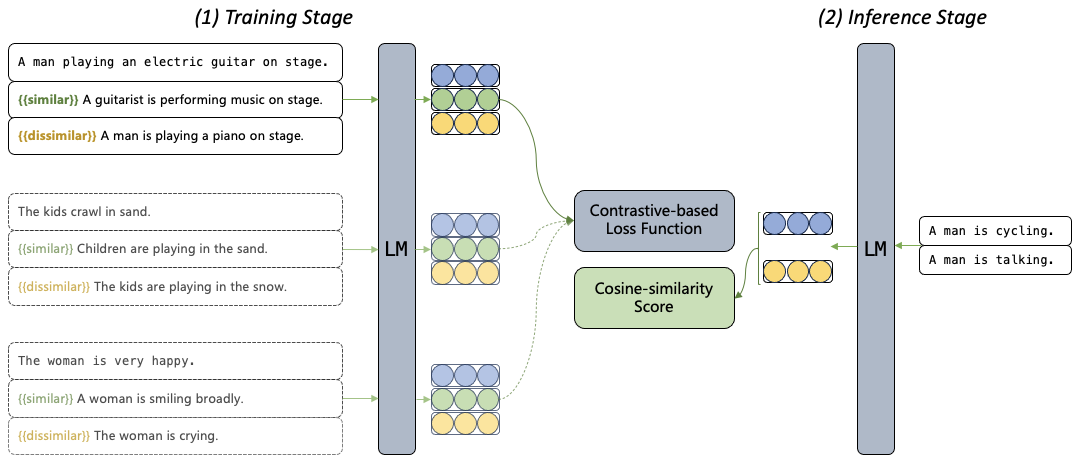 (1) Training Stage
(2) Inference Stage
A man playing an electric guitar on stage.
{{similar}} A guitarist is performing music on stage.
{{dissimilar}} A man is playing a piano on stage.
The kids crawl in sand.
{{similar}} Children are playing in the sand.
{{dissimilar}} The kids are playing in the snow.
The woman is very happy.
{{similar}} A woman is smiling broadly.
{{dissimilar}} The woman is crying.
LM
Contrastive-based
Loss Function
Cosine-similarity
Score
LM
A man is cycling.
A man is talking.